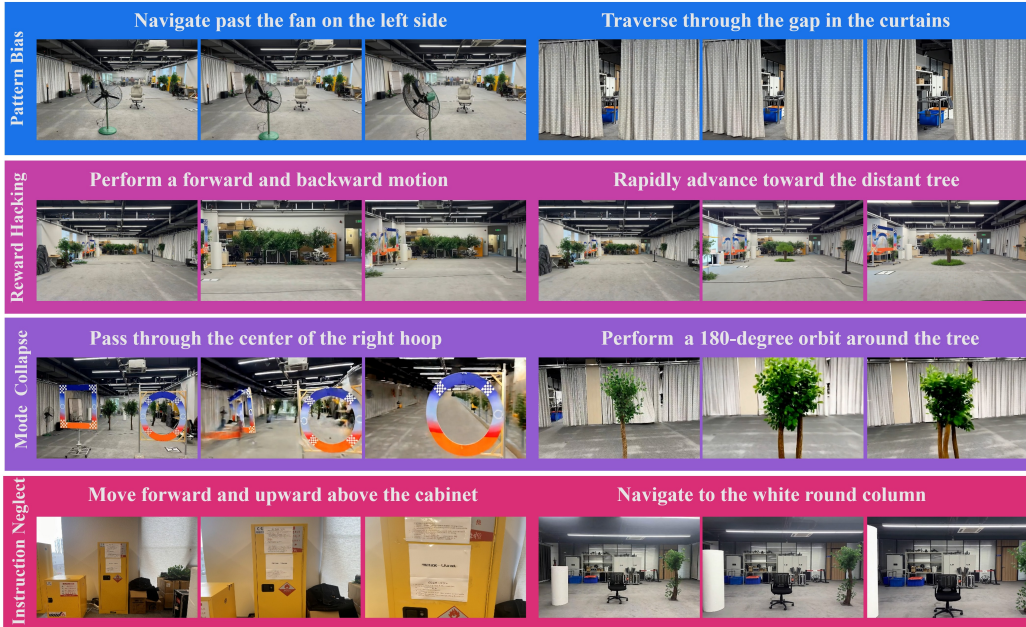 Pattern Bias
Navigate past the fan on the left side
Traverse through the gap in the curtains
Reward Hacking
Perform a forward and backward motion
Rapidly advance toward the distant tree
Mode Collapse
Pass through the center of the right hoop
Perform a 180-degree orbit around the tree
Instruction Neglect
Move forward and upward above the cabinet
Navigate to the white round column